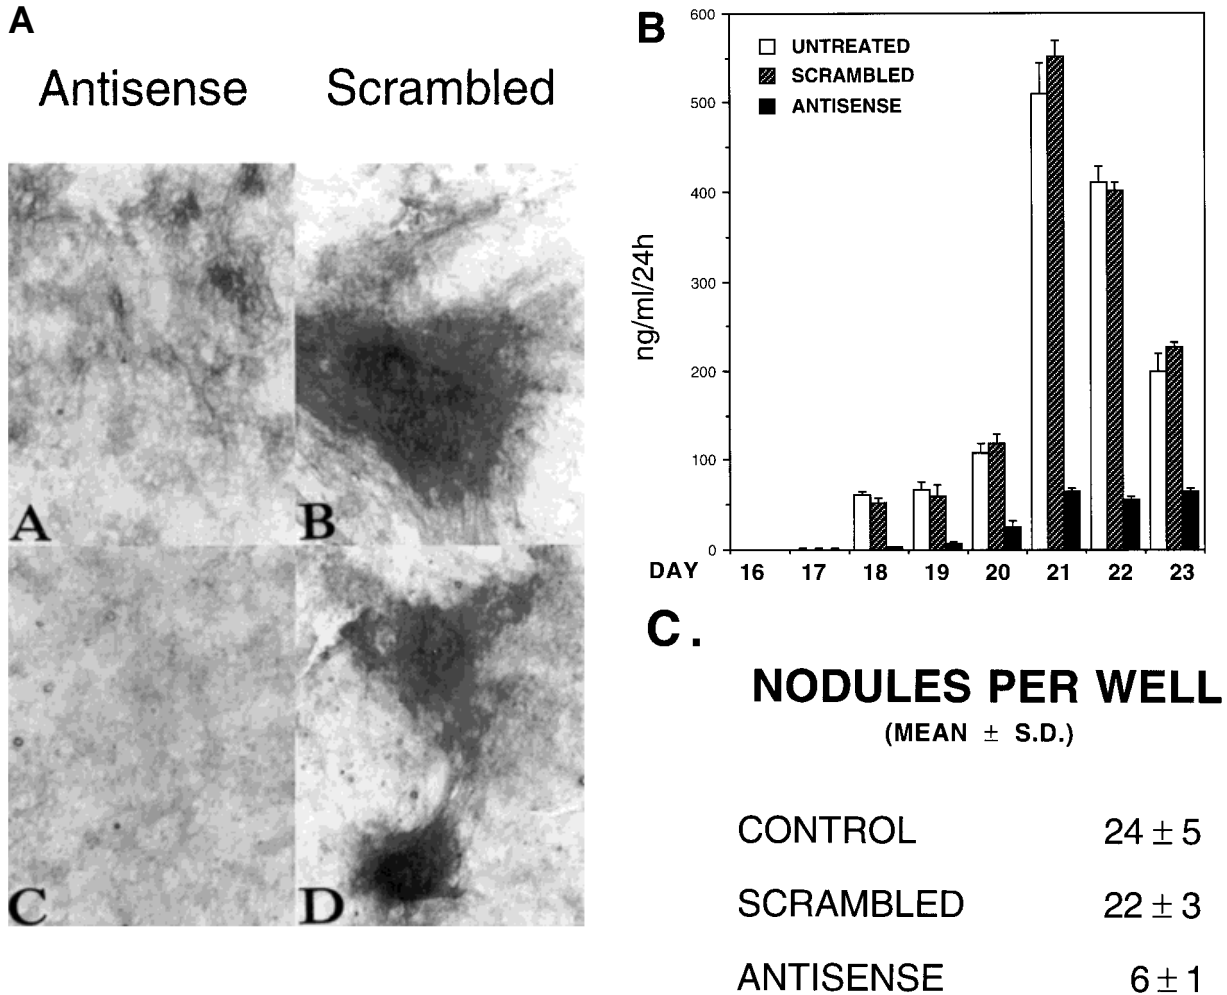 A
Antisense Scrambled
A
B
C
D
B
UNTREATED
SCRAMBLED
ANTISENSE
ng/ml/24h
600
500
400
300
200
100
0
DAY 16 17 18 19 20 21 22 23
C.
NODULES PER WELL
(MEAN ± S.D.)
CONTROL 24 ± 5
SCRAMBLED 22 ± 3
ANTISENSE 6 ± 1